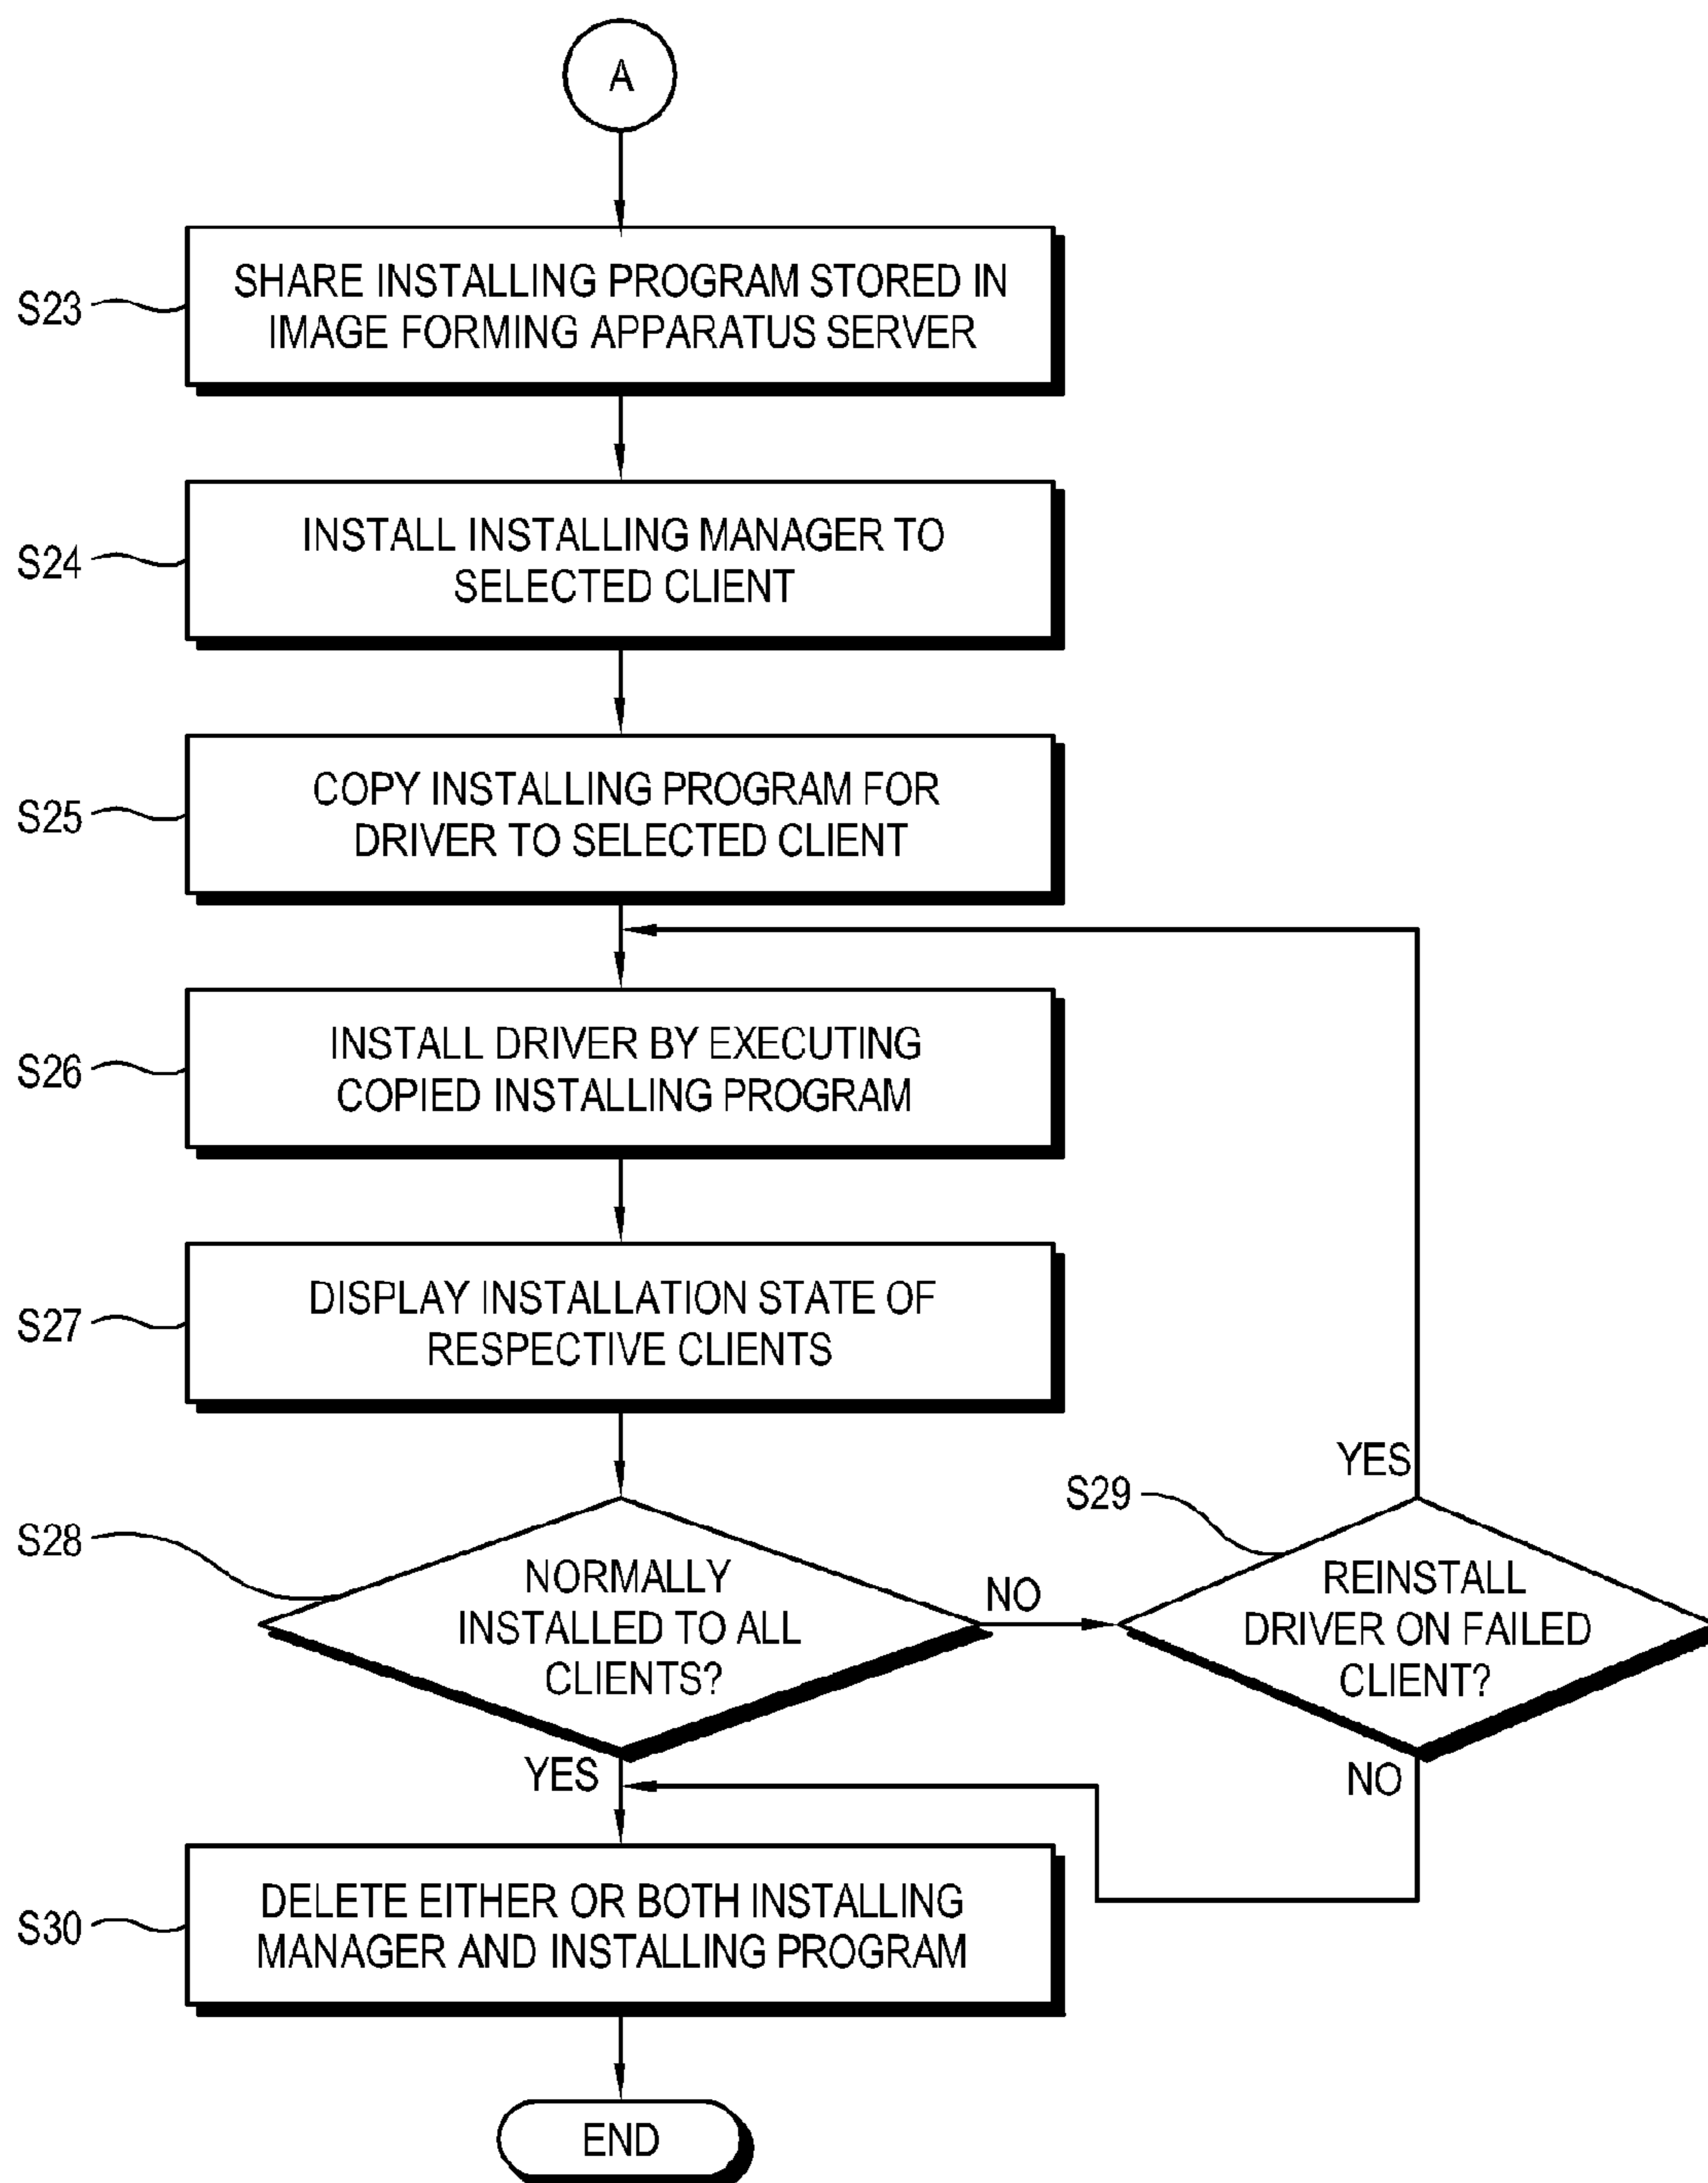 A
S23
SHARE INSTALLING PROGRAM STORED IN
IMAGE FORMING APPARATUS SERVER
S24
INSTALL INSTALLING MANAGER TO
SELECTED CLIENT
S25
COPY INSTALLING PROGRAM FOR
DRIVER TO SELECTED CLIENT
S26
INSTALL DRIVER BY EXECUTING
COPIED INSTALLING PROGRAM
S27
DISPLAY INSTALLATION STATE OF
RESPECTIVE CLIENTS
S28
NORMALLY
INSTALLED TO ALL
CLIENTS?
NO
YES
S29
REINSTALL
DRIVER ON FAILED
CLIENT?
YES
NO
S30
DELETE EITHER OR BOTH INSTALLING
MANAGER AND INSTALLING PROGRAM
END